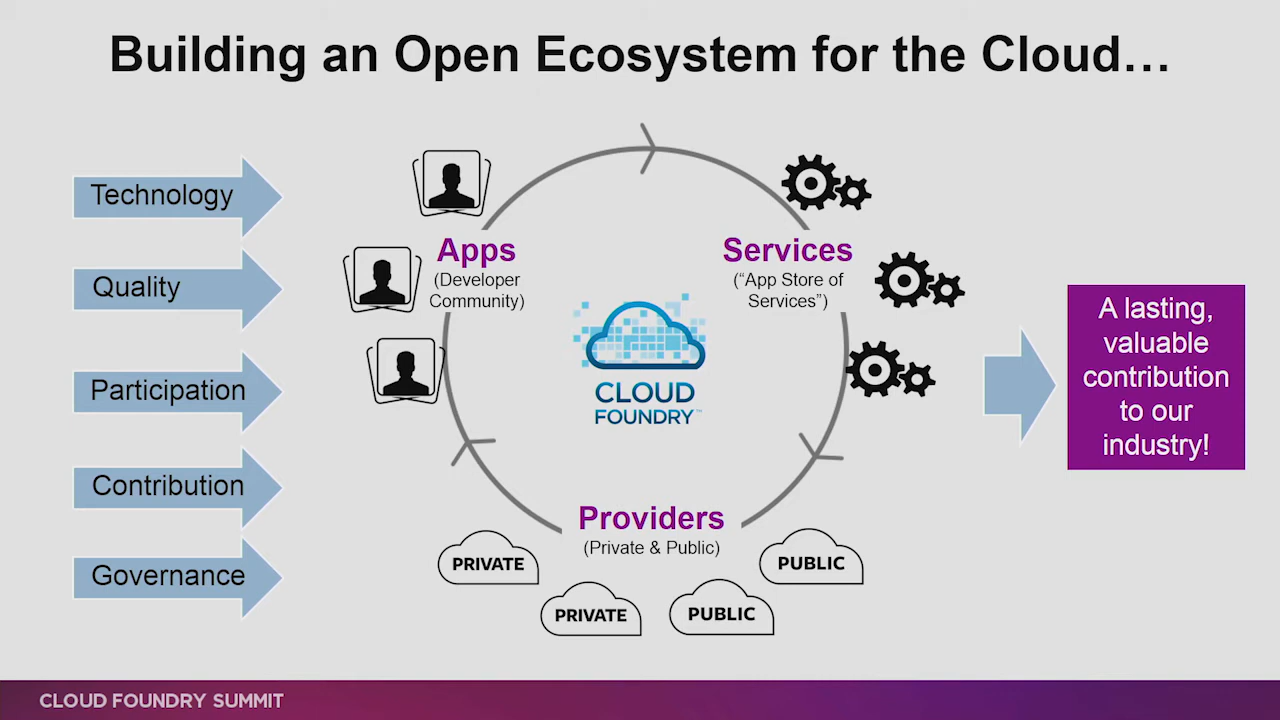 Building an Open Ecosystem for the Cloud…
Technology
Quality
Participation
Contribution
Governance
Apps
(Developer
Community)
Services
(“App Store of
Services”)
CLOUD
FOUNDRY™
Providers
(Private & Public)
PRIVATE
PRIVATE
PUBLIC
PUBLIC
A lasting,
valuable
contribution
to our
industry!
CLOUD FOUNDRY SUMMIT